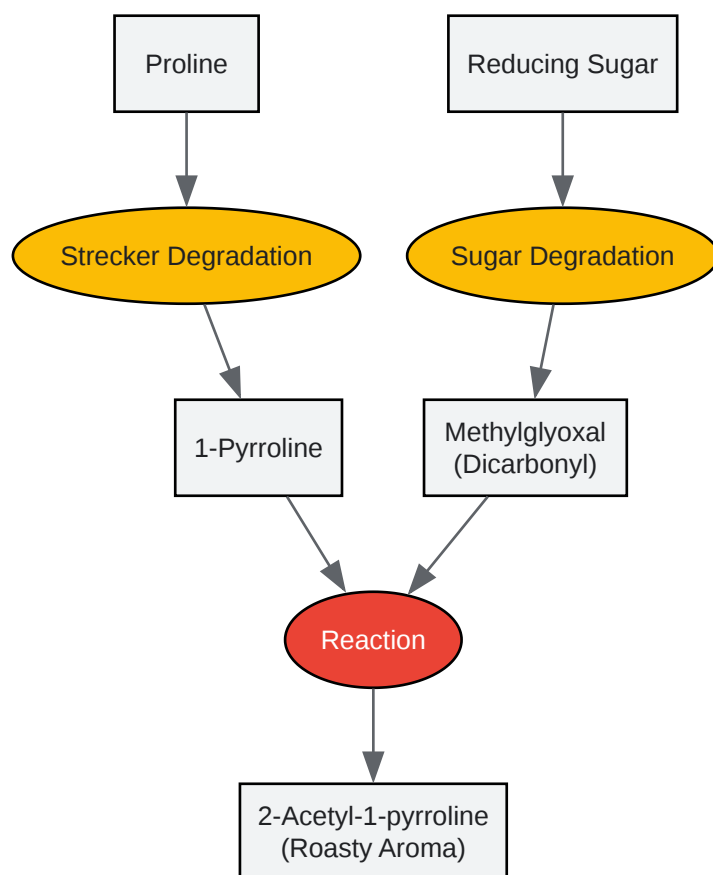 Proline
Reducing Sugar
Strecker Degradation
Sugar Degradation
1-Pyrroline
Methylglyoxal
(Dicarbonyl)
Reaction
2-Acetyl-1-pyrroline
(Roasty Aroma)